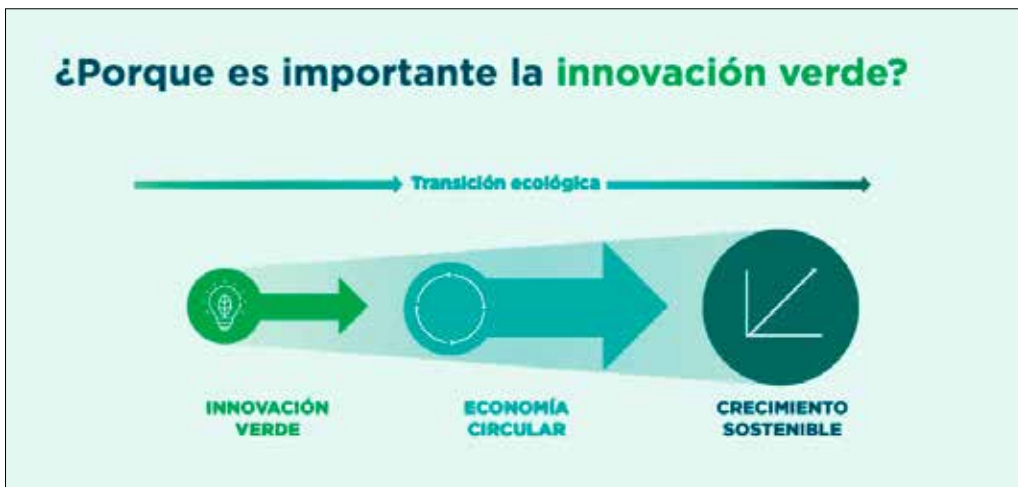 ¿Porque es importante la innovación verde?
Transición ecológica
INNOVACIÓN
VERDE
ECONOMÍA
CIRCULAR
CRECIMIENTO
SOSTENIBLE